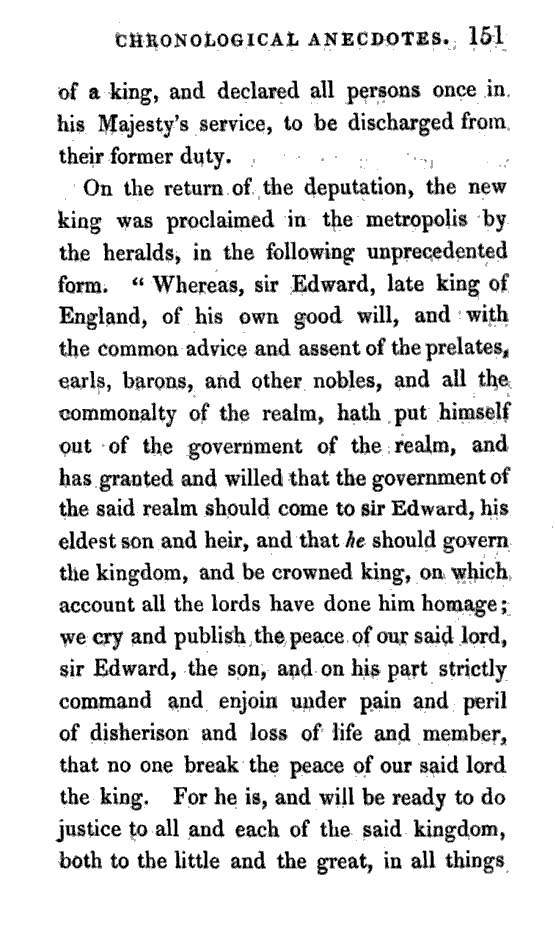 CHRONOLOGICAL ANECDOTES. 151
of a king, and declared all persons once in
his Majesty's service, to be discharged from
their former duty.
On the return of the deputation, the new
king was proclaimed in the metropolis by
the heralds, in the following unprecedented
form. “ Whereas, sir Edward, late king of
England, of his own good will, and with
the common advice and assent of the prelates,
earls, barons, and other nobles, and all the
commonalty of the realm, hath put himself
out of the government of the realm, and
has granted and willed that the government of
the said realm should come to sir Edward, his
eldest son and heir, and that he should govern
the kingdom, and be crowned king, on which
account all the lords have done him homage;
we cry and publish the peace of our said lord,
sir Edward, the son, and on his part strictly
command and enjoin under pain and peril
of disherison and loss of life and member,
that no one break the peace of our said lord
the king. For he is, and will be ready to do
justice to all and each of the said kingdom,
both to the little and the great, in all things